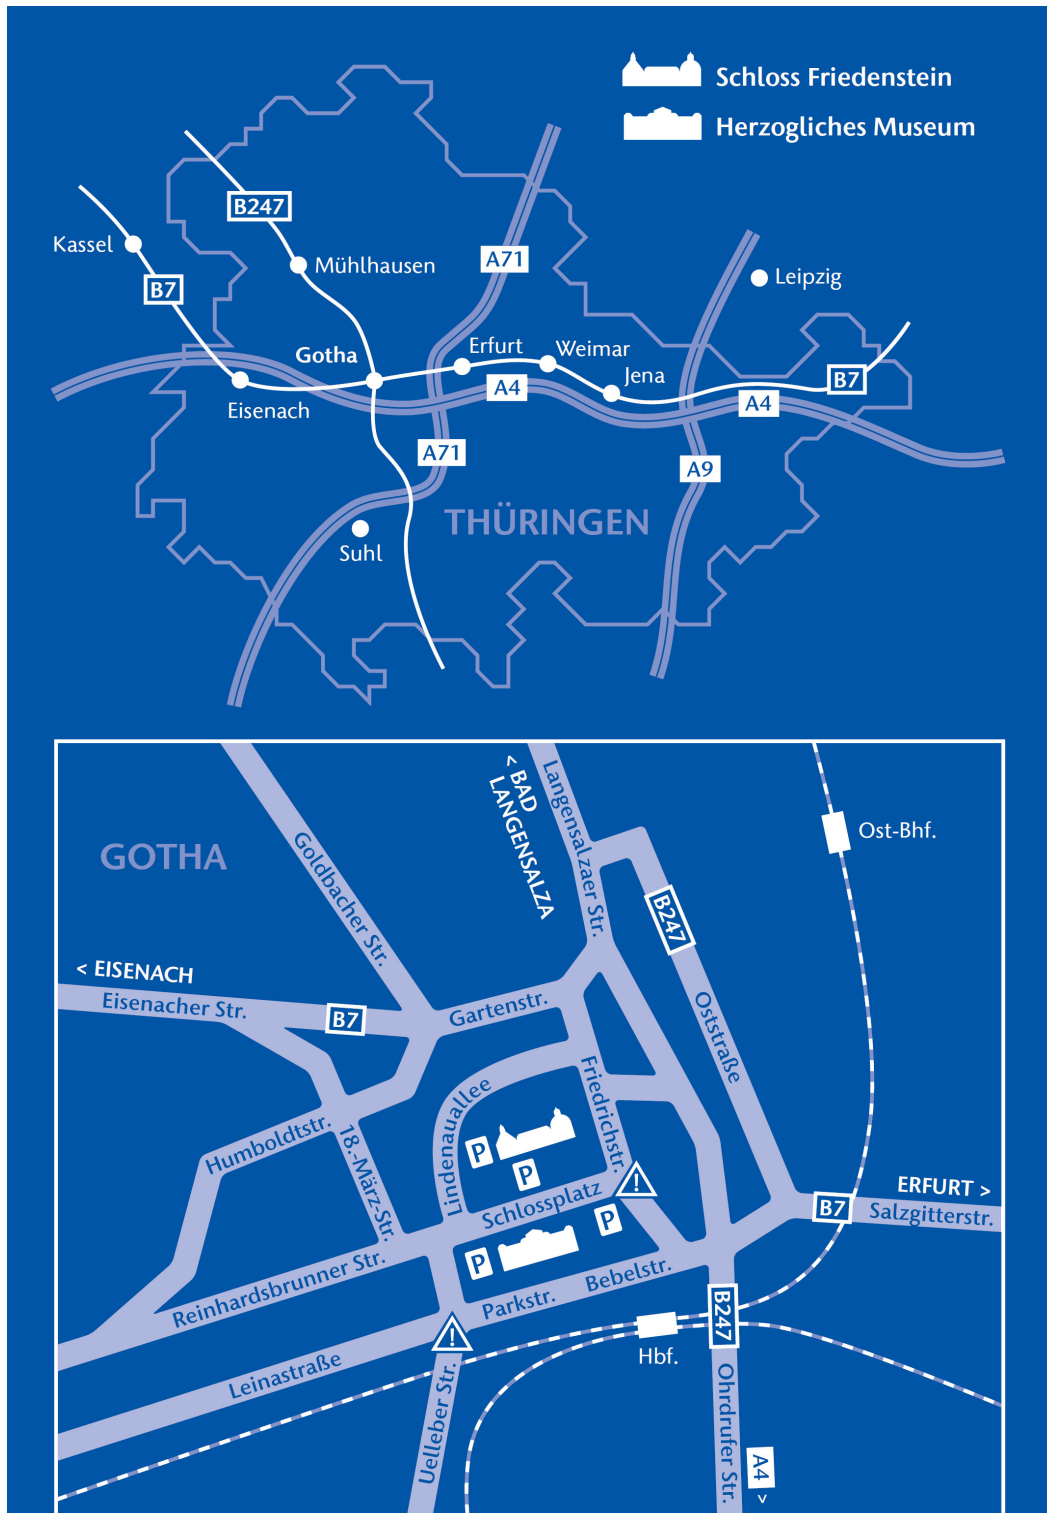 Schloss Friedenstein
Herzogliches Museum
B247
Kassel
A71
Mühlhausen
Leipzig
B7
Erfurt
Weimar
Gotha
Jena
B7
A4
Eisenach
A4
A71
A9
THÜRINGEN
Suhl
< BAD
LANGENSALZA
Langensalzaer Str.
Ost-Bhf.
GOTHA
Goldbacher Str.
B247
< EISENACH
Eisenacher Str.
B7
Gartenstr.
Oststraße
Friedrichstr.
Lindenauallee
Humboldtstr.
18.-März-Str.
P
P
!
ERFURT >
Schlossplatz
P
B7
Salzgitterstr.
P
Reinhardsbrunner Str.
Bebelstr.
Parkstr.
B247
!
Hbf.
Leinastraße
Uelleber Str.
Ohrdrufer Str.
A4 >